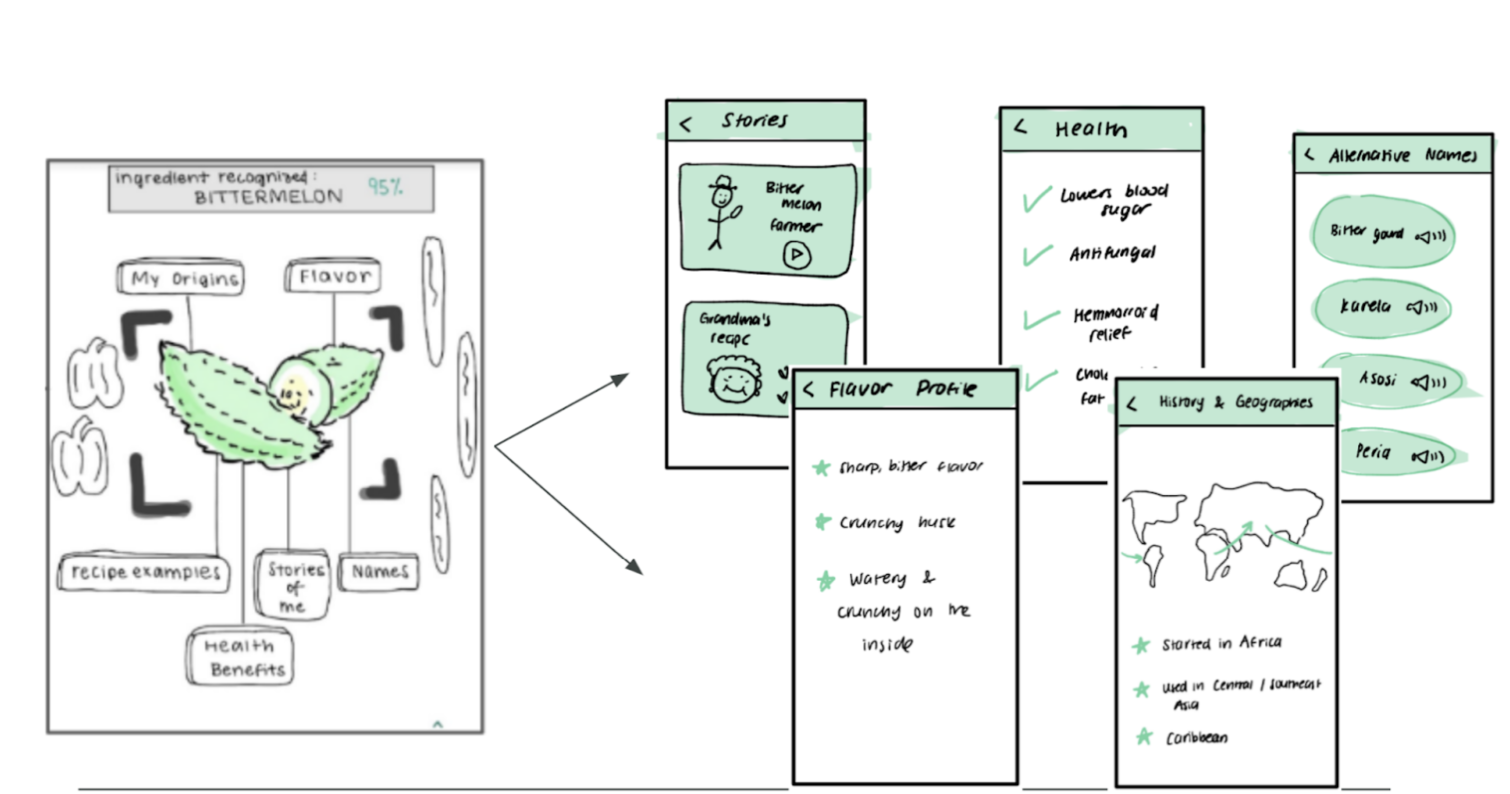 ingredient recognized:
BITTERMELON 95%
My Origins
Flavor
recipe examples
Stories
of
me
Names
Health
Benefits
< Stories
Bitter
melon
farmer
Grandma's
< Health
Lowers blood
sugar
Antifungal
relief
fat
< Alternative Names
Bitter gourd
Karela
Asosi
Peria
< Flavor Profile
Sharp, bitter flavor
Crunchy husk
Watery &
crunchy on the
inside
< History & Geographies
Started in Africa
Used in Central / Southeast
Asia
Caribbean